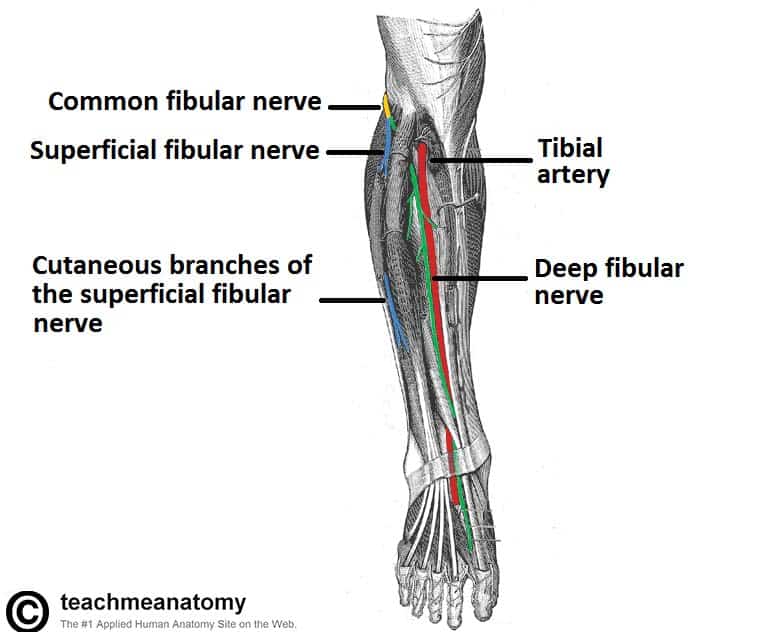 Common fibular nerve
Superficial fibular nerve
Tibial
artery
Cutaneous branches of
the superficial fibular
nerve
Deep fibular
nerve
© teachmeanatomy
The #1 Applied Human Anatomy Site on the Web.